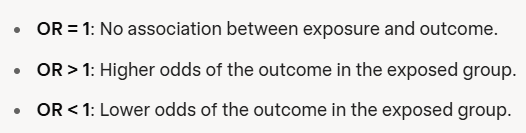 • OR = 1: No association between exposure and outcome.
• OR > 1: Higher odds of the outcome in the exposed group.
• OR < 1: Lower odds of the outcome in the exposed group.